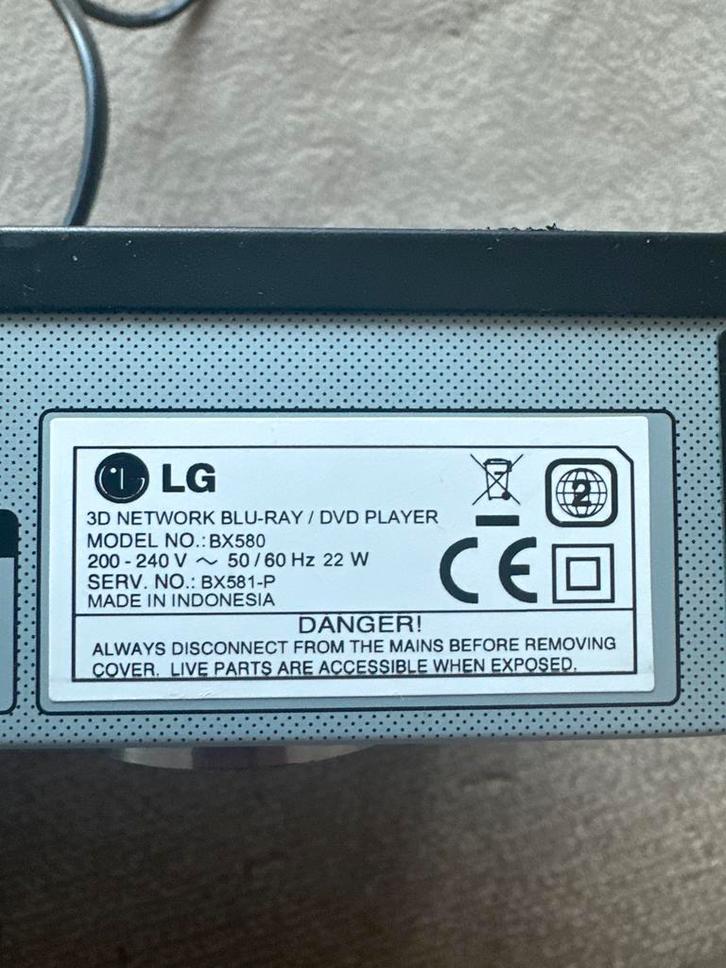 LG
2
3D NETWORK BLU-RAY / DVD PLAYER
MODEL NO.: BX580
200 - 240 V ~ 50 / 60 Hz 22 W
SERV. NO.: BX581-P
MADE IN INDONESIA
CE
DANGER!
ALWAYS DISCONNECT FROM THE MAINS BEFORE REMOVING
COVER. LIVE PARTS ARE ACCESSIBLE WHEN EXPOSED.